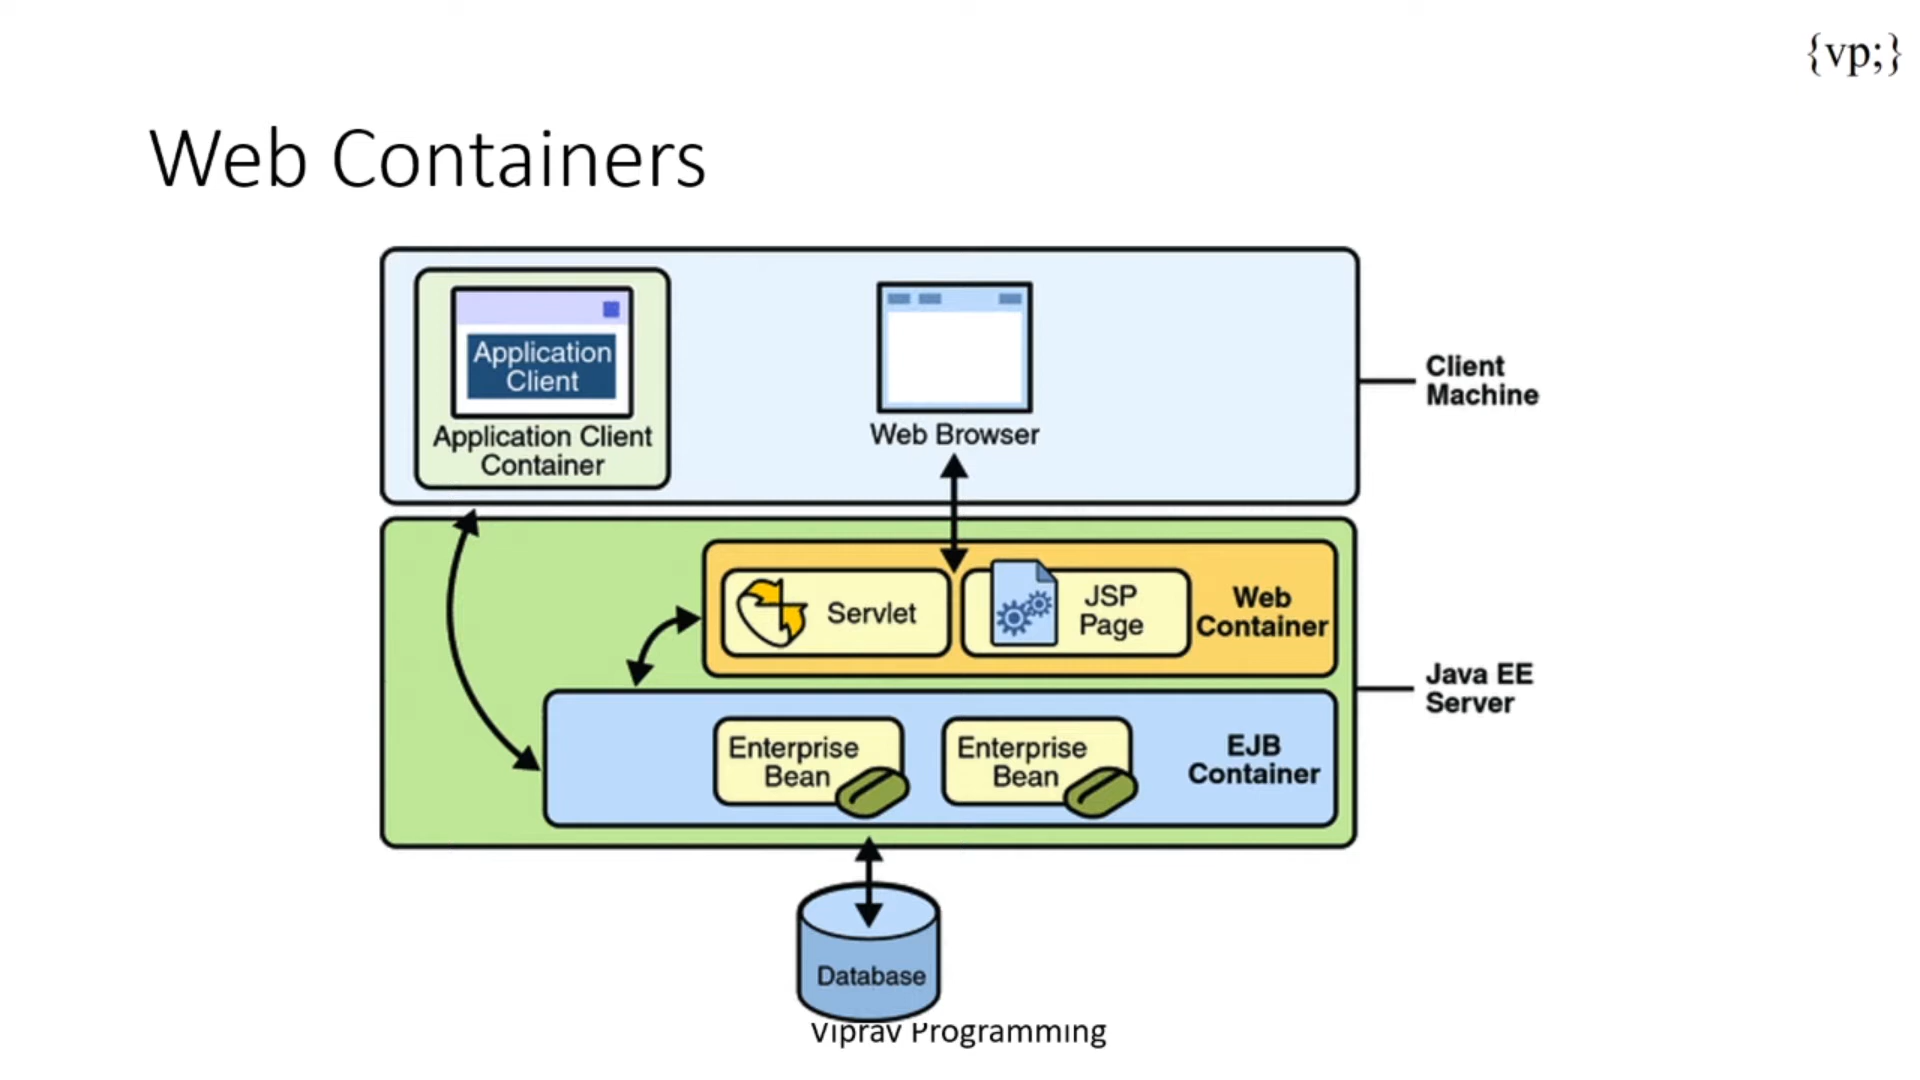 {vp;}
Web Containers
Application
Client
Application Client
Container
Web Browser
Client
Machine
Servlet
JSP
Page
Web
Container
Java EE
Server
Enterprise
Bean
Enterprise
Bean
EJB
Container
Database
Viprav Programming